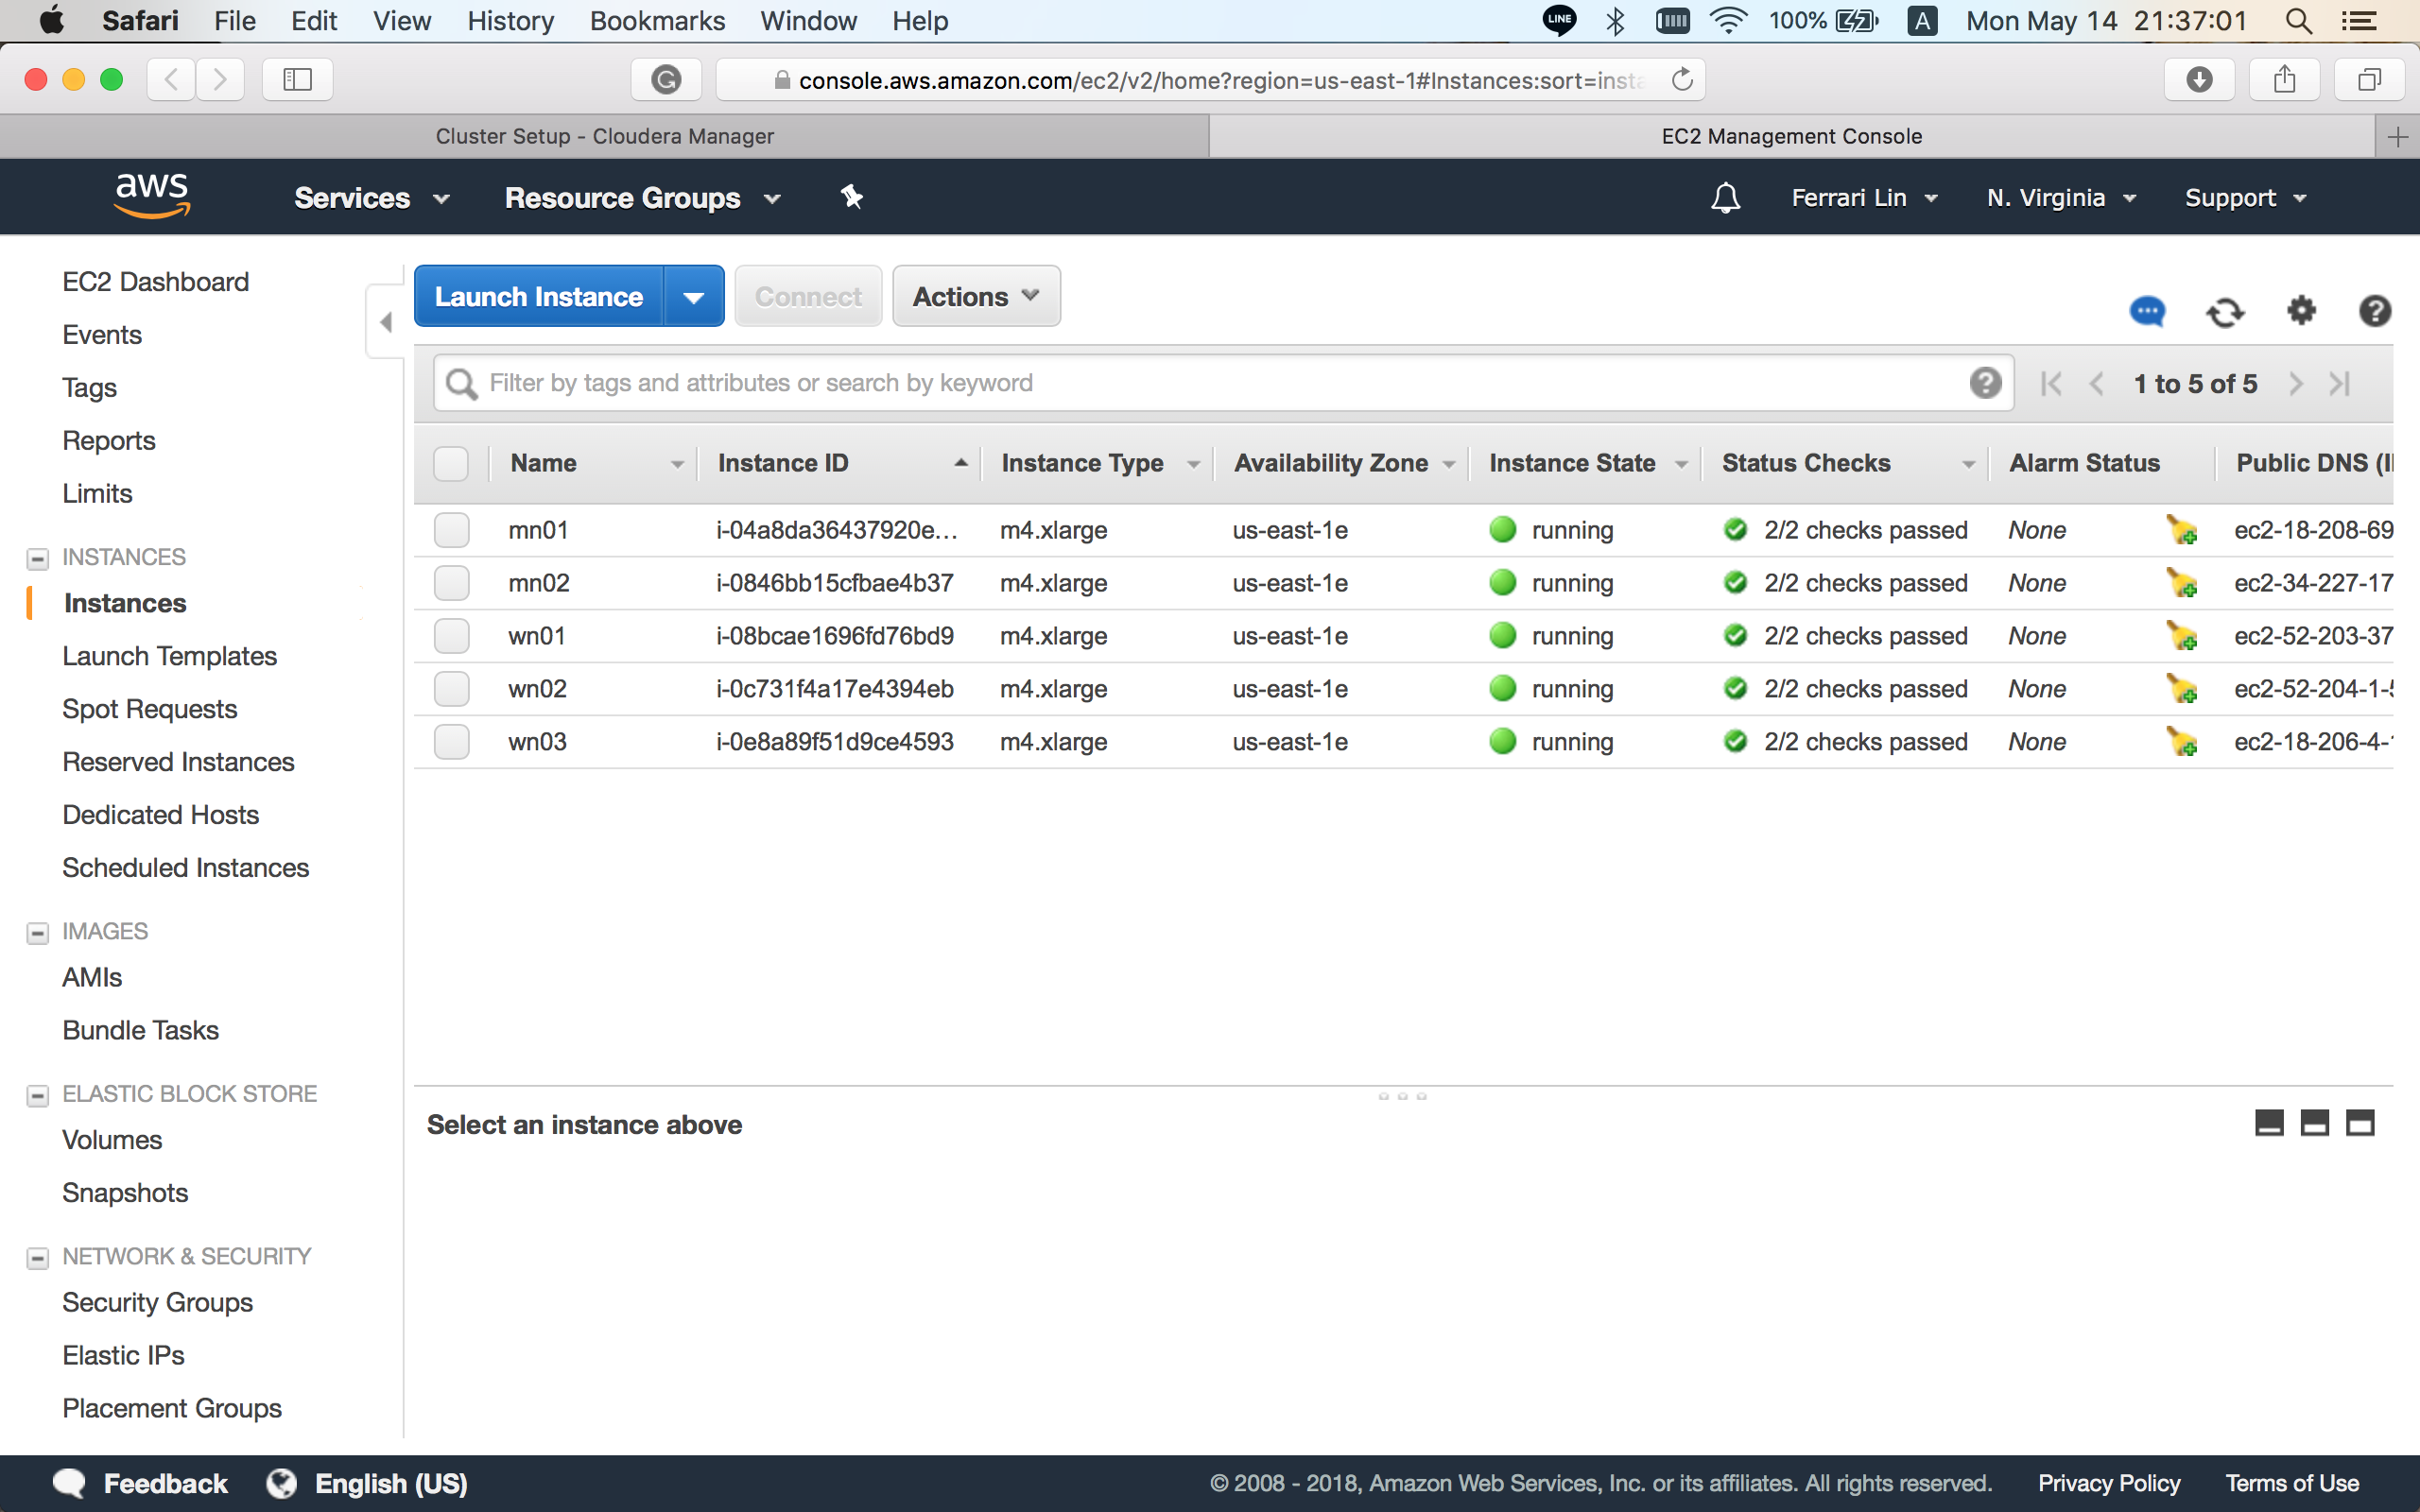 Safari File Edit View History Bookmarks Window Help LINE 100% A Mon May 14 21:37:01
console.aws.amazon.com/ec2/v2/home?region=us-east-1#Instances:sort=insta
Cluster Setup - Cloudera Manager EC2 Management Console
aws Services Resource Groups Ferrari Lin N. Virginia Support
EC2 Dashboard
Events
Tags
Reports
Limits
INSTANCES
Instances
Launch Templates
Spot Requests
Reserved Instances
Dedicated Hosts
Scheduled Instances
IMAGES
AMIs
Bundle Tasks
ELASTIC BLOCK STORE
Volumes
Snapshots
NETWORK & SECURITY
Security Groups
Elastic IPs
Placement Groups
Launch Instance Connect Actions
Filter by tags and attributes or search by keyword 1 to 5 of 5
Name Instance ID Instance Type Availability Zone Instance State Status Checks Alarm Status Public DNS (I
mn01 i-04a8da36437920e... m4.xlarge us-east-1e running 2/2 checks passed None ec2-18-208-69
mn02 i-0846bb15cfbae4b37 m4.xlarge us-east-1e running 2/2 checks passed None ec2-34-227-17
wn01 i-08bcae1696fd76bd9 m4.xlarge us-east-1e running 2/2 checks passed None ec2-52-203-37
wn02 i-0c731f4a17e4394eb m4.xlarge us-east-1e running 2/2 checks passed None ec2-52-204-1-5
wn03 i-0e8a89f51d9ce4593 m4.xlarge us-east-1e running 2/2 checks passed None ec2-18-206-4-1
Select an instance above
Feedback English (US) © 2008 - 2018, Amazon Web Services, Inc. or its affiliates. All rights reserved. Privacy Policy Terms of Use